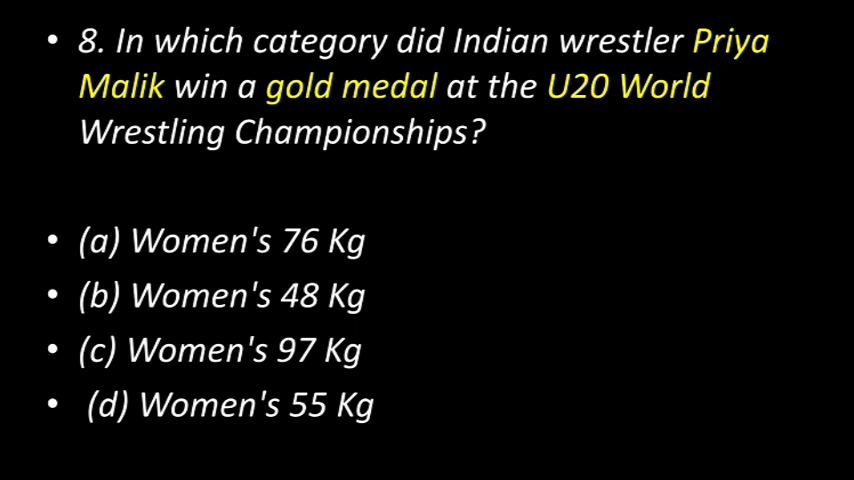 • 8. In which category did Indian wrestler Priya
Malik win a gold medal at the U20 World
Wrestling Championships?
• (a) Women's 76 Kg
• (b) Women's 48 Kg
• (c) Women's 97 Kg
• (d) Women's 55 Kg